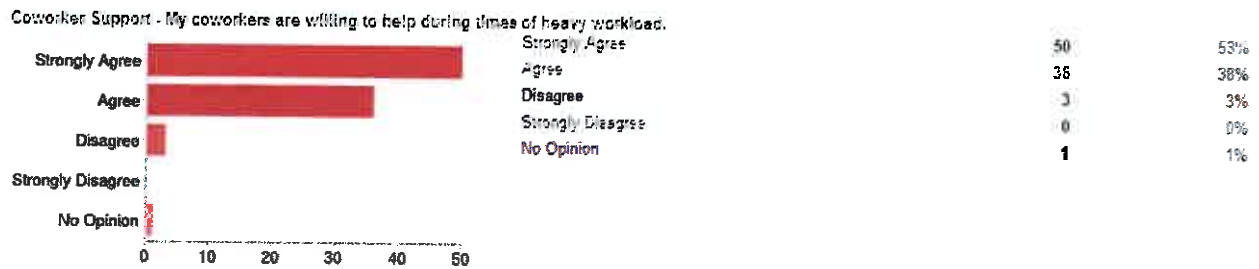 Coworker Support - My coworkers are willing to help during times of heavy workload.
Strongly Agree
Agree
Disagree
Strongly Disagree
No Opinion
0 10 20 30 40 50
Strongly Agree 50 53%
Agree 36 38%
Disagree 3 3%
Strongly Disagree 0 0%
No Opinion 1 1%